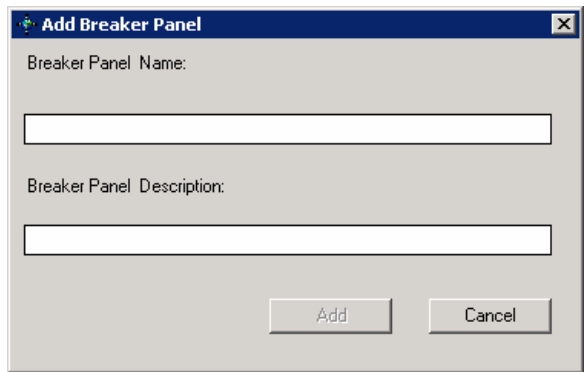 Add Breaker Panel
Breaker Panel Name:
Breaker Panel Description:
Add
Cancel